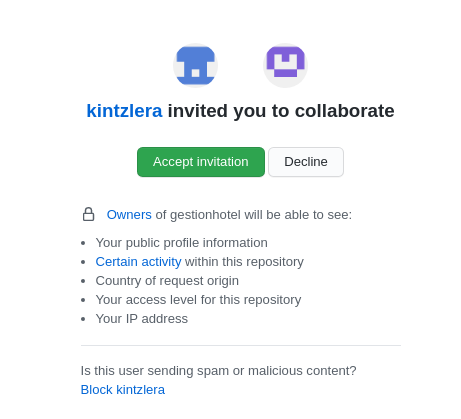 kintzlera invited you to collaborate
Accept invitation Decline
Owners of gestionhotel will be able to see:
Your public profile information
Certain activity within this repository
Country of request origin
Your access level for this repository
Your IP address
Is this user sending spam or malicious content?
Block kintzlera